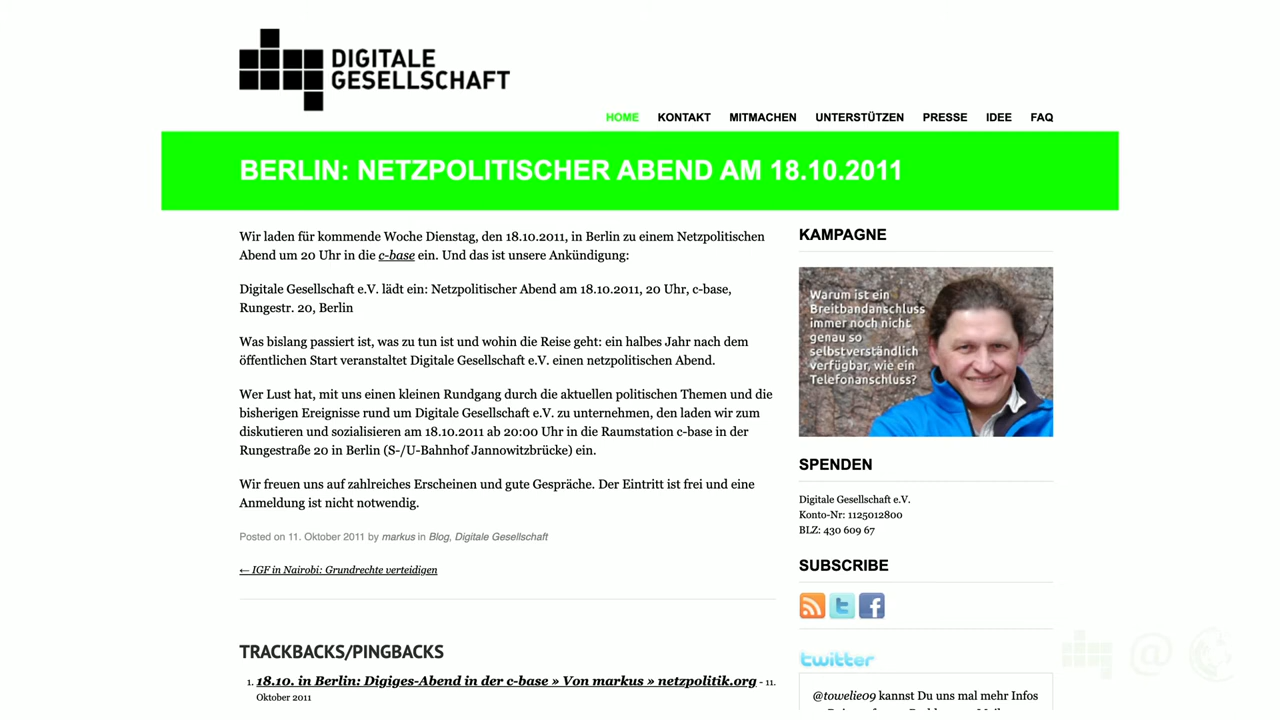 DIGITALE
GESELLSCHAFT
HOME KONTAKT MITMACHEN UNTERSTÜTZEN PRESSE IDEE FAQ
BERLIN: NETZPOLITISCHER ABEND AM 18.10.2011
Wir laden für kommende Woche Dienstag, den 18.10.2011, in Berlin zu einem Netzpolitischen
Abend um 20 Uhr in die c-base ein. Und das ist unsere Ankündigung:
Digitale Gesellschaft e.V. lädt ein: Netzpolitischer Abend am 18.10.2011, 20 Uhr, c-base,
Rungestr. 20, Berlin
Was bislang passiert ist, was zu tun ist und wohin die Reise geht: ein halbes Jahr nach dem
öffentlichen Start veranstaltet Digitale Gesellschaft e.V. einen netzpolitischen Abend.
Wer Lust hat, mit uns einen kleinen Rundgang durch die aktuellen politischen Themen und die
bisherigen Ereignisse rund um Digitale Gesellschaft e.V. zu unternehmen, den laden wir zum
diskutieren und sozialisieren am 18.10.2011 ab 20:00 Uhr in die Raumstation c-base in der
Rungestraße 20 in Berlin (S-/U-Bahnhof Jannowitzbrücke) ein.
Wir freuen uns auf zahlreiches Erscheinen und gute Gespräche. Der Eintritt ist frei und eine
Anmeldung ist nicht notwendig.
Posted on 11. Oktober 2011 by markus in Blog, Digitale Gesellschaft
← IGF in Nairobi: Grundrechte verteidigen
TRACKBACKS/PINGBACKS
1. 18.10. in Berlin: Digiges-Abend in der c-base » Von markus » netzpolitik.org - 11.
Oktober 2011
KAMPAGNE
Warum ist ein
Breitbandanschluss
immer noch nicht
genau so
selbstverständlich
verfügbar, wie ein
Telefonanschluss?
SPENDEN
Digitale Gesellschaft e.V.
Konto-Nr: 1125012800
BLZ: 430 609 67
SUBSCRIBE
twitter
@towelie09 kannst Du uns mal mehr Infos